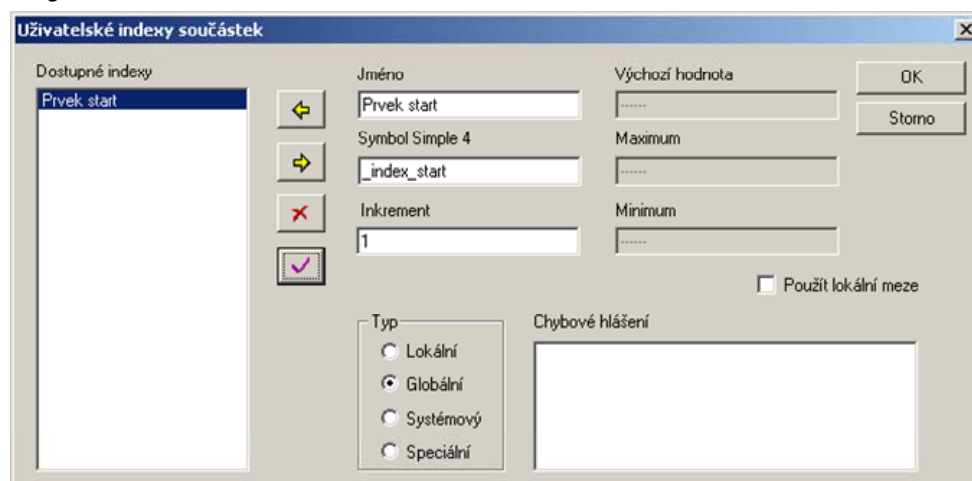 Uživatelské indexy součástek
Dostupné indexy
Prvek start
Jméno
Prvek start
Symbol Simple 4
_index_start
Inkrement
1
Výchozí hodnota
------
Maximum
------
Minimum
------
OK
Storno
Použít lokální meze
Typ
Lokální
Globální
Systémový
Speciální
Chybové hlášení